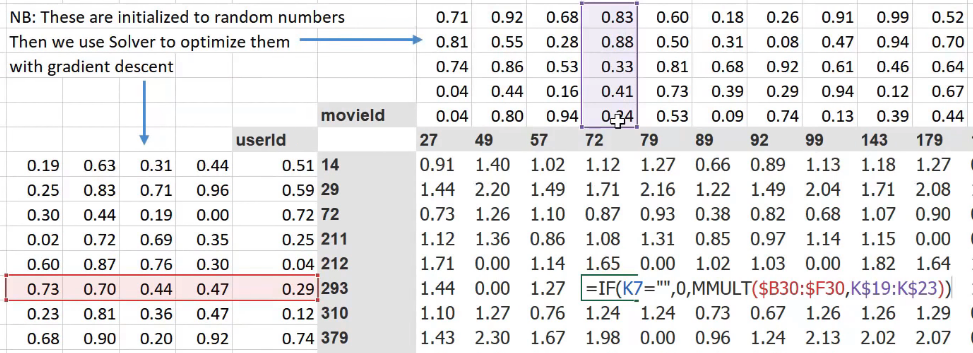 NB: These are initialized to random numbers 0.71 0.92 0.68 0.83 0.60 0.18 0.26 0.91 0.99 0.52
Then we use Solver to optimize them 0.81 0.55 0.28 0.88 0.50 0.31 0.08 0.47 0.94 0.70
with gradient descent 0.74 0.86 0.53 0.33 0.81 0.68 0.92 0.61 0.46 0.64
0.04 0.44 0.16 0.41 0.73 0.39 0.29 0.94 0.12 0.67
movieId 0.04 0.80 0.94 0.53 0.09 0.74 0.13 0.39 0.44
userId 27 49 57 72 79 89 92 99 143 179
0.19 0.63 0.31 0.44 0.51 14 0.91 1.40 1.02 1.12 1.27 0.66 0.89 1.13 1.18 1.27
0.25 0.83 0.71 0.96 0.59 29 1.44 2.20 1.49 1.71 2.16 1.22 1.49 2.04 1.71 2.08
0.30 0.44 0.19 0.00 0.72 72 0.73 1.26 1.10 0.87 0.93 0.38 0.82 0.68 1.07 0.90
0.02 0.72 0.69 0.35 0.25 211 1.12 1.36 0.86 1.08 1.31 0.85 0.97 1.14 1.15 0.00
0.60 0.87 0.76 0.30 0.04 212 1.71 0.00 1.14 1.65 0.00 1.02 1.03 0.00 1.82 1.64
0.73 0.70 0.44 0.47 0.29 293 1.44 0.00 1.27 =IF(K7="",0,MMULT($B30:$F30,K$19:K$23))
0.23 0.81 0.36 0.47 0.12 310 1.10 1.27 0.76 1.24 1.24 0.73 0.67 1.26 1.26 1.29
0.68 0.90 0.20 0.92 0.74 379 1.43 2.30 1.67 1.98 0.00 0.96 1.24 2.13 2.02 2.07